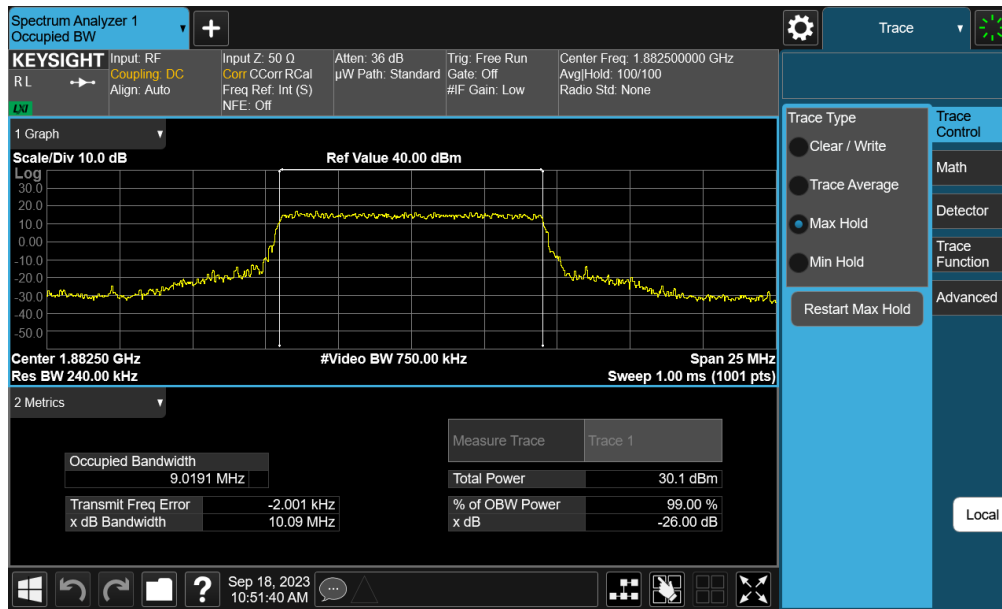 Spectrum Analyzer 1
Occupied BW
Trace
KEYSIGHT
R L
LXI
Input: RF
Coupling: DC
Align: Auto
Input Z: 50 Ω
Corr CCorr RCal
Freq Ref: Int (S)
NFE: Off
Atten: 36 dB
µW Path: Standard
Trig: Free Run
Gate: Off
#IF Gain: Low
Center Freq: 1.882500000 GHz
Avg|Hold: 100/100
Radio Std: None
1 Graph
Scale/Div 10.0 dB
Ref Value 40.00 dBm
Log
30.0
20.0
10.0
0.00
-10.0
-20.0
-30.0
-40.0
-50.0
Center 1.88250 GHz
#Video BW 750.00 kHz
Span 25 MHz
Res BW 240.00 kHz
Sweep 1.00 ms (1001 pts)
2 Metrics
Measure Trace
Trace 1
Occupied Bandwidth
9.0191 MHz
Total Power
30.1 dBm
Transmit Freq Error
-2.001 kHz
% of OBW Power
99.00 %
x dB Bandwidth
10.09 MHz
x dB
-26.00 dB
Trace Type
Clear / Write
Trace Average
Max Hold
Min Hold
Restart Max Hold
Trace
Control
Math
Detector
Trace
Function
Advanced
Local
?
Sep 18, 2023
10:51:40 AM